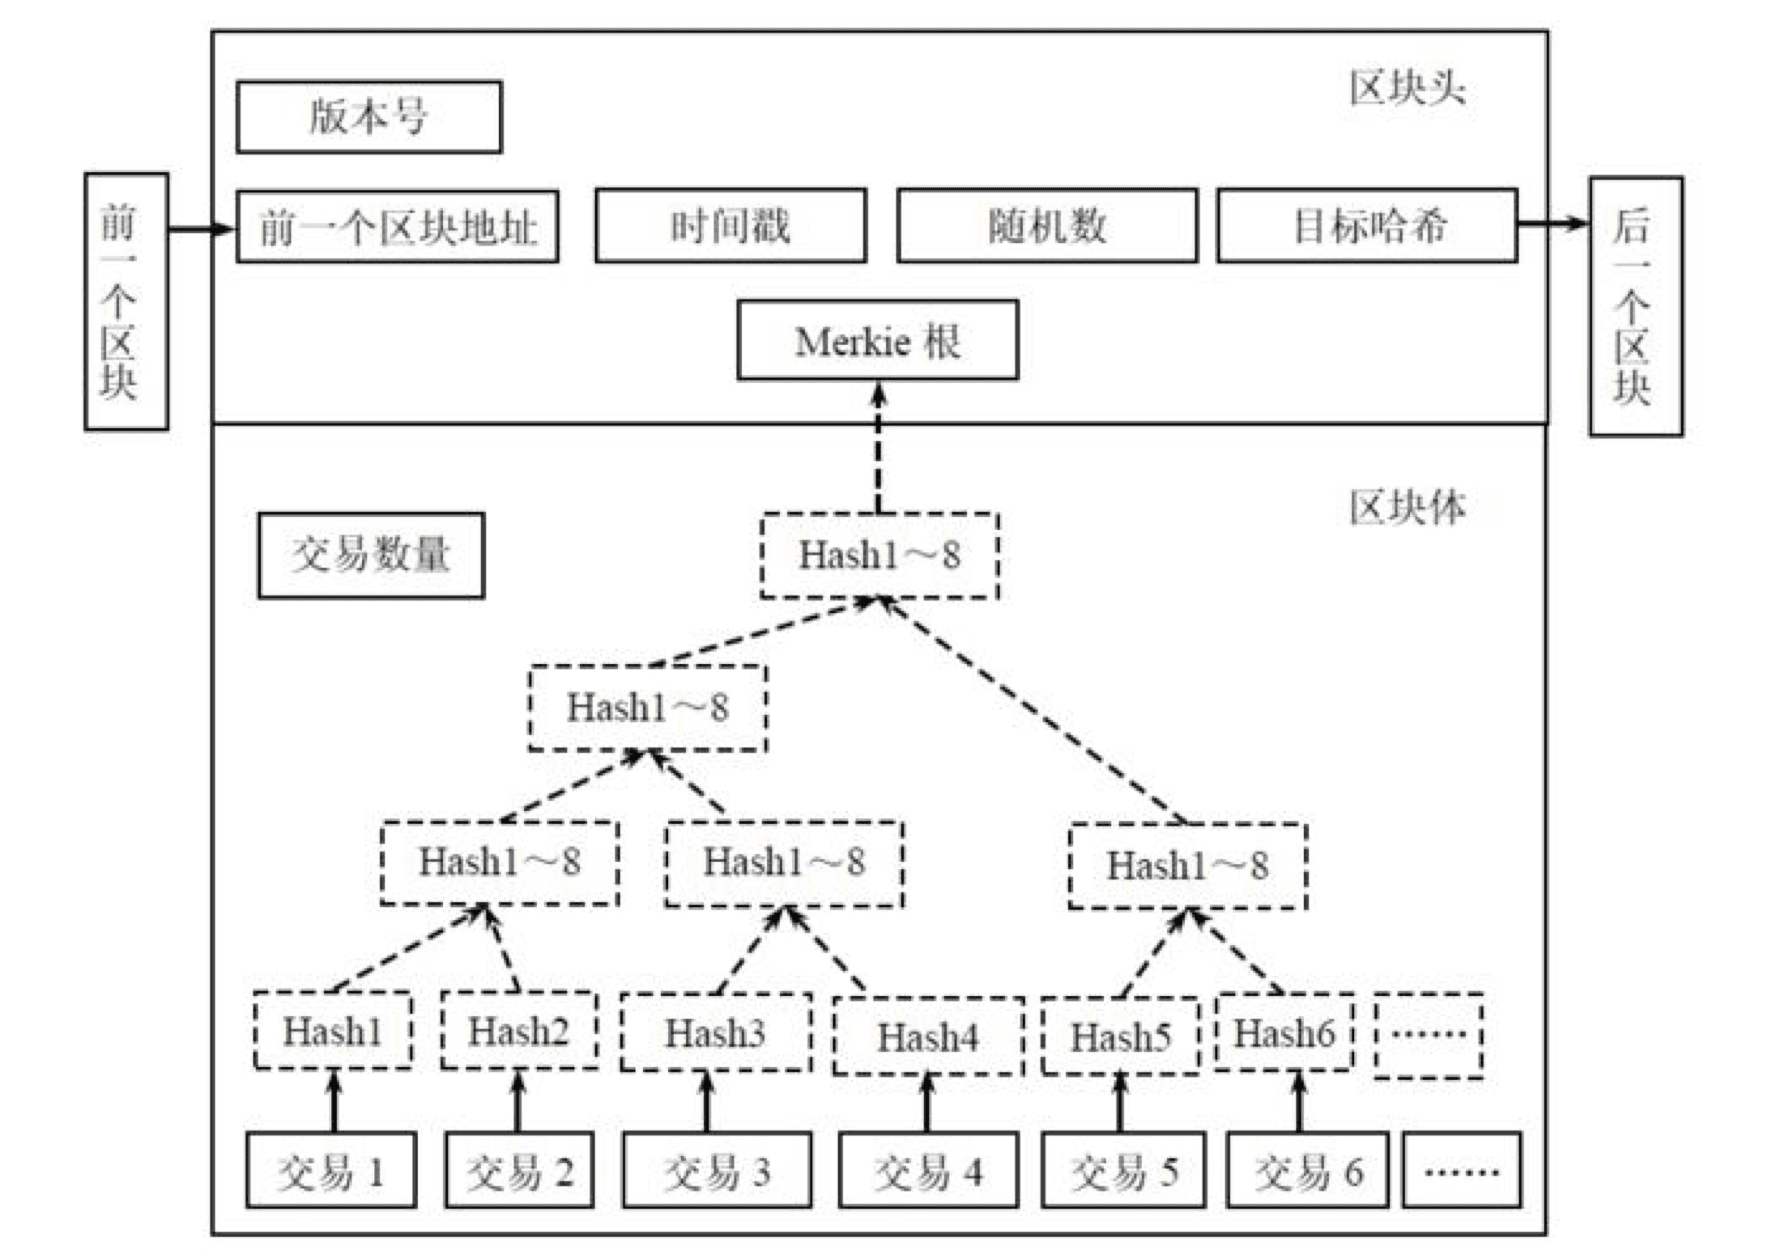 区块头
版本号
前一个区块
前一个区块地址
时间戳
随机数
目标哈希
后一个区块
Merkie 根
区块体
交易数量
Hash1～8
Hash1～8
Hash1～8
Hash1～8
Hash1～8
Hash1
Hash2
Hash3
Hash4
Hash5
Hash6
……
交易 1
交易 2
交易 3
交易 4
交易 5
交易 6
……